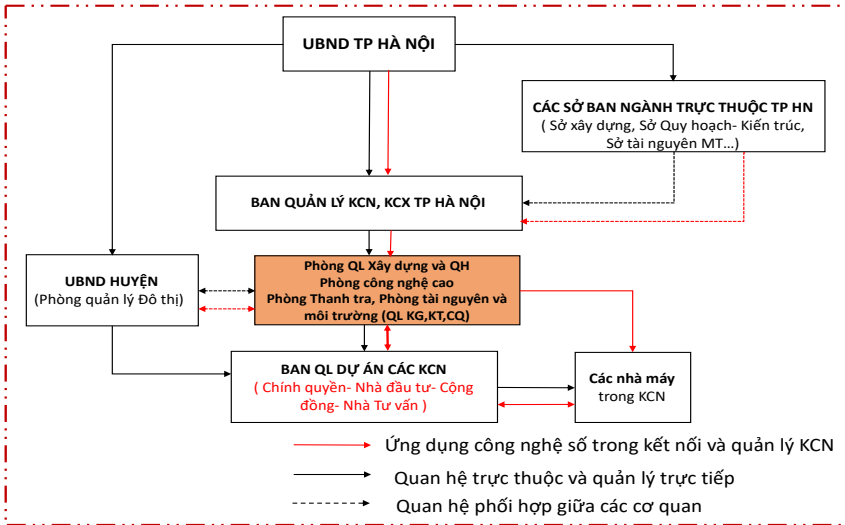 UBND TP HÀ NỘI
CÁC SỞ BAN NGÀNH TRỰC THUỘC TP HN
( Sở xây dựng, Sở Quy hoạch- Kiến trúc,
Sở tài nguyên MT...)
BAN QUẢN LÝ KCN, KCX TP HÀ NỘI
UBND HUYỆN
(Phòng quản lý Đô thị)
Phòng QL Xây dựng và QH
Phòng công nghệ cao
Phòng Thanh tra, Phòng tài nguyên và
môi trường (QL KG,KT,CQ)
BAN QL DỰ ÁN CÁC KCN
( Chính quyền- Nhà đầu tư- Cộng
đồng- Nhà Tư vấn )
Các nhà máy
trong KCN
Ứng dụng công nghệ số trong kết nối và quản lý KCN
Quan hệ trực thuộc và quản lý trực tiếp
Quan hệ phối hợp giữa các cơ quan